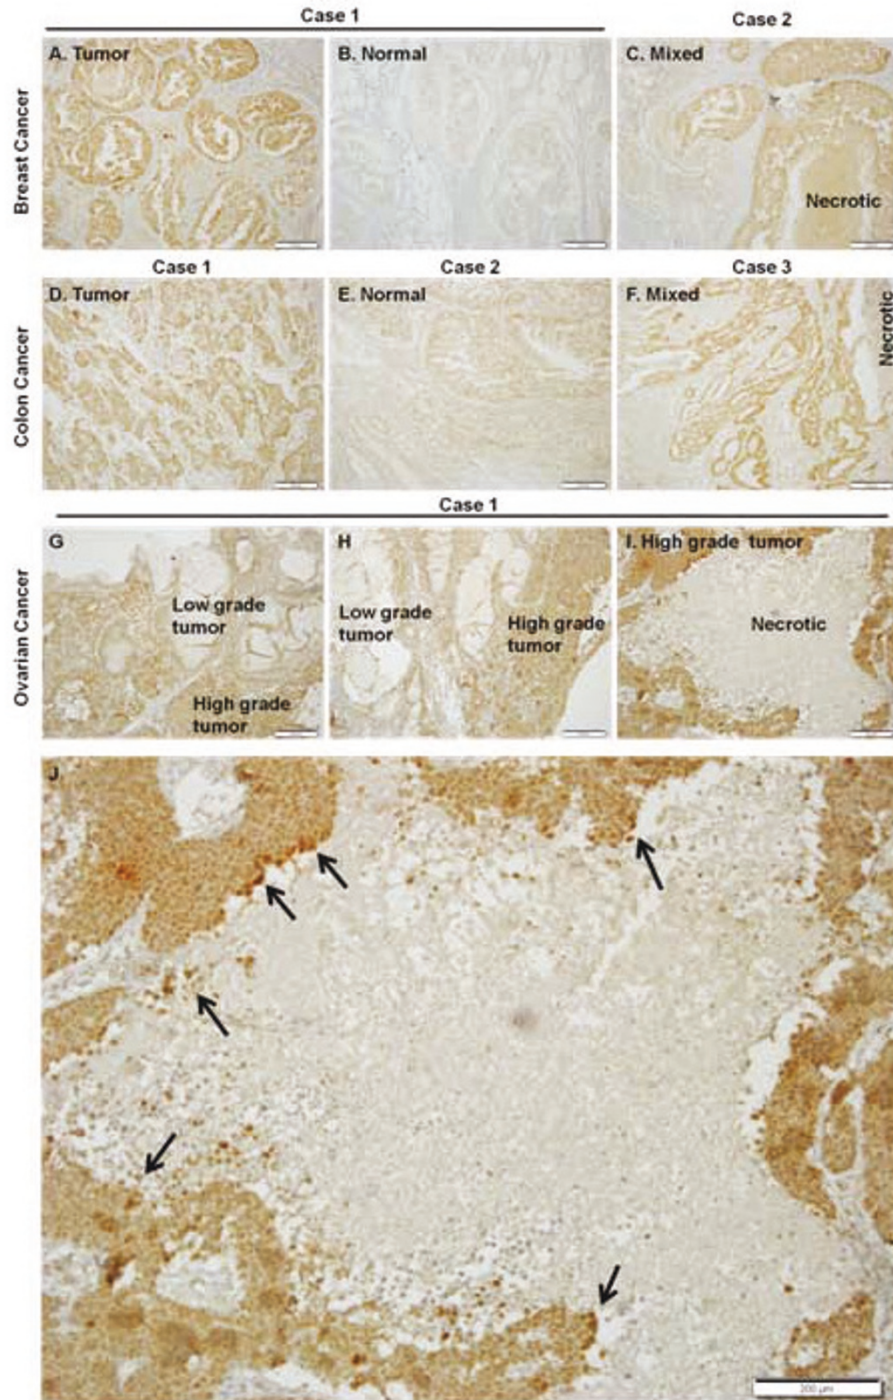 Case 1
Case 2
Breast Cancer
A. Tumor
B. Normal
C. Mixed
Necrotic
Case 1
Case 2
Case 3
Colon Cancer
D. Tumor
E. Normal
F. Mixed
Necrotic
Case 1
Ovarian Cancer
G
Low grade
tumor
High grade
tumor
H
Low grade
tumor
High grade
tumor
I. High grade tumor
Necrotic
J
200 µm